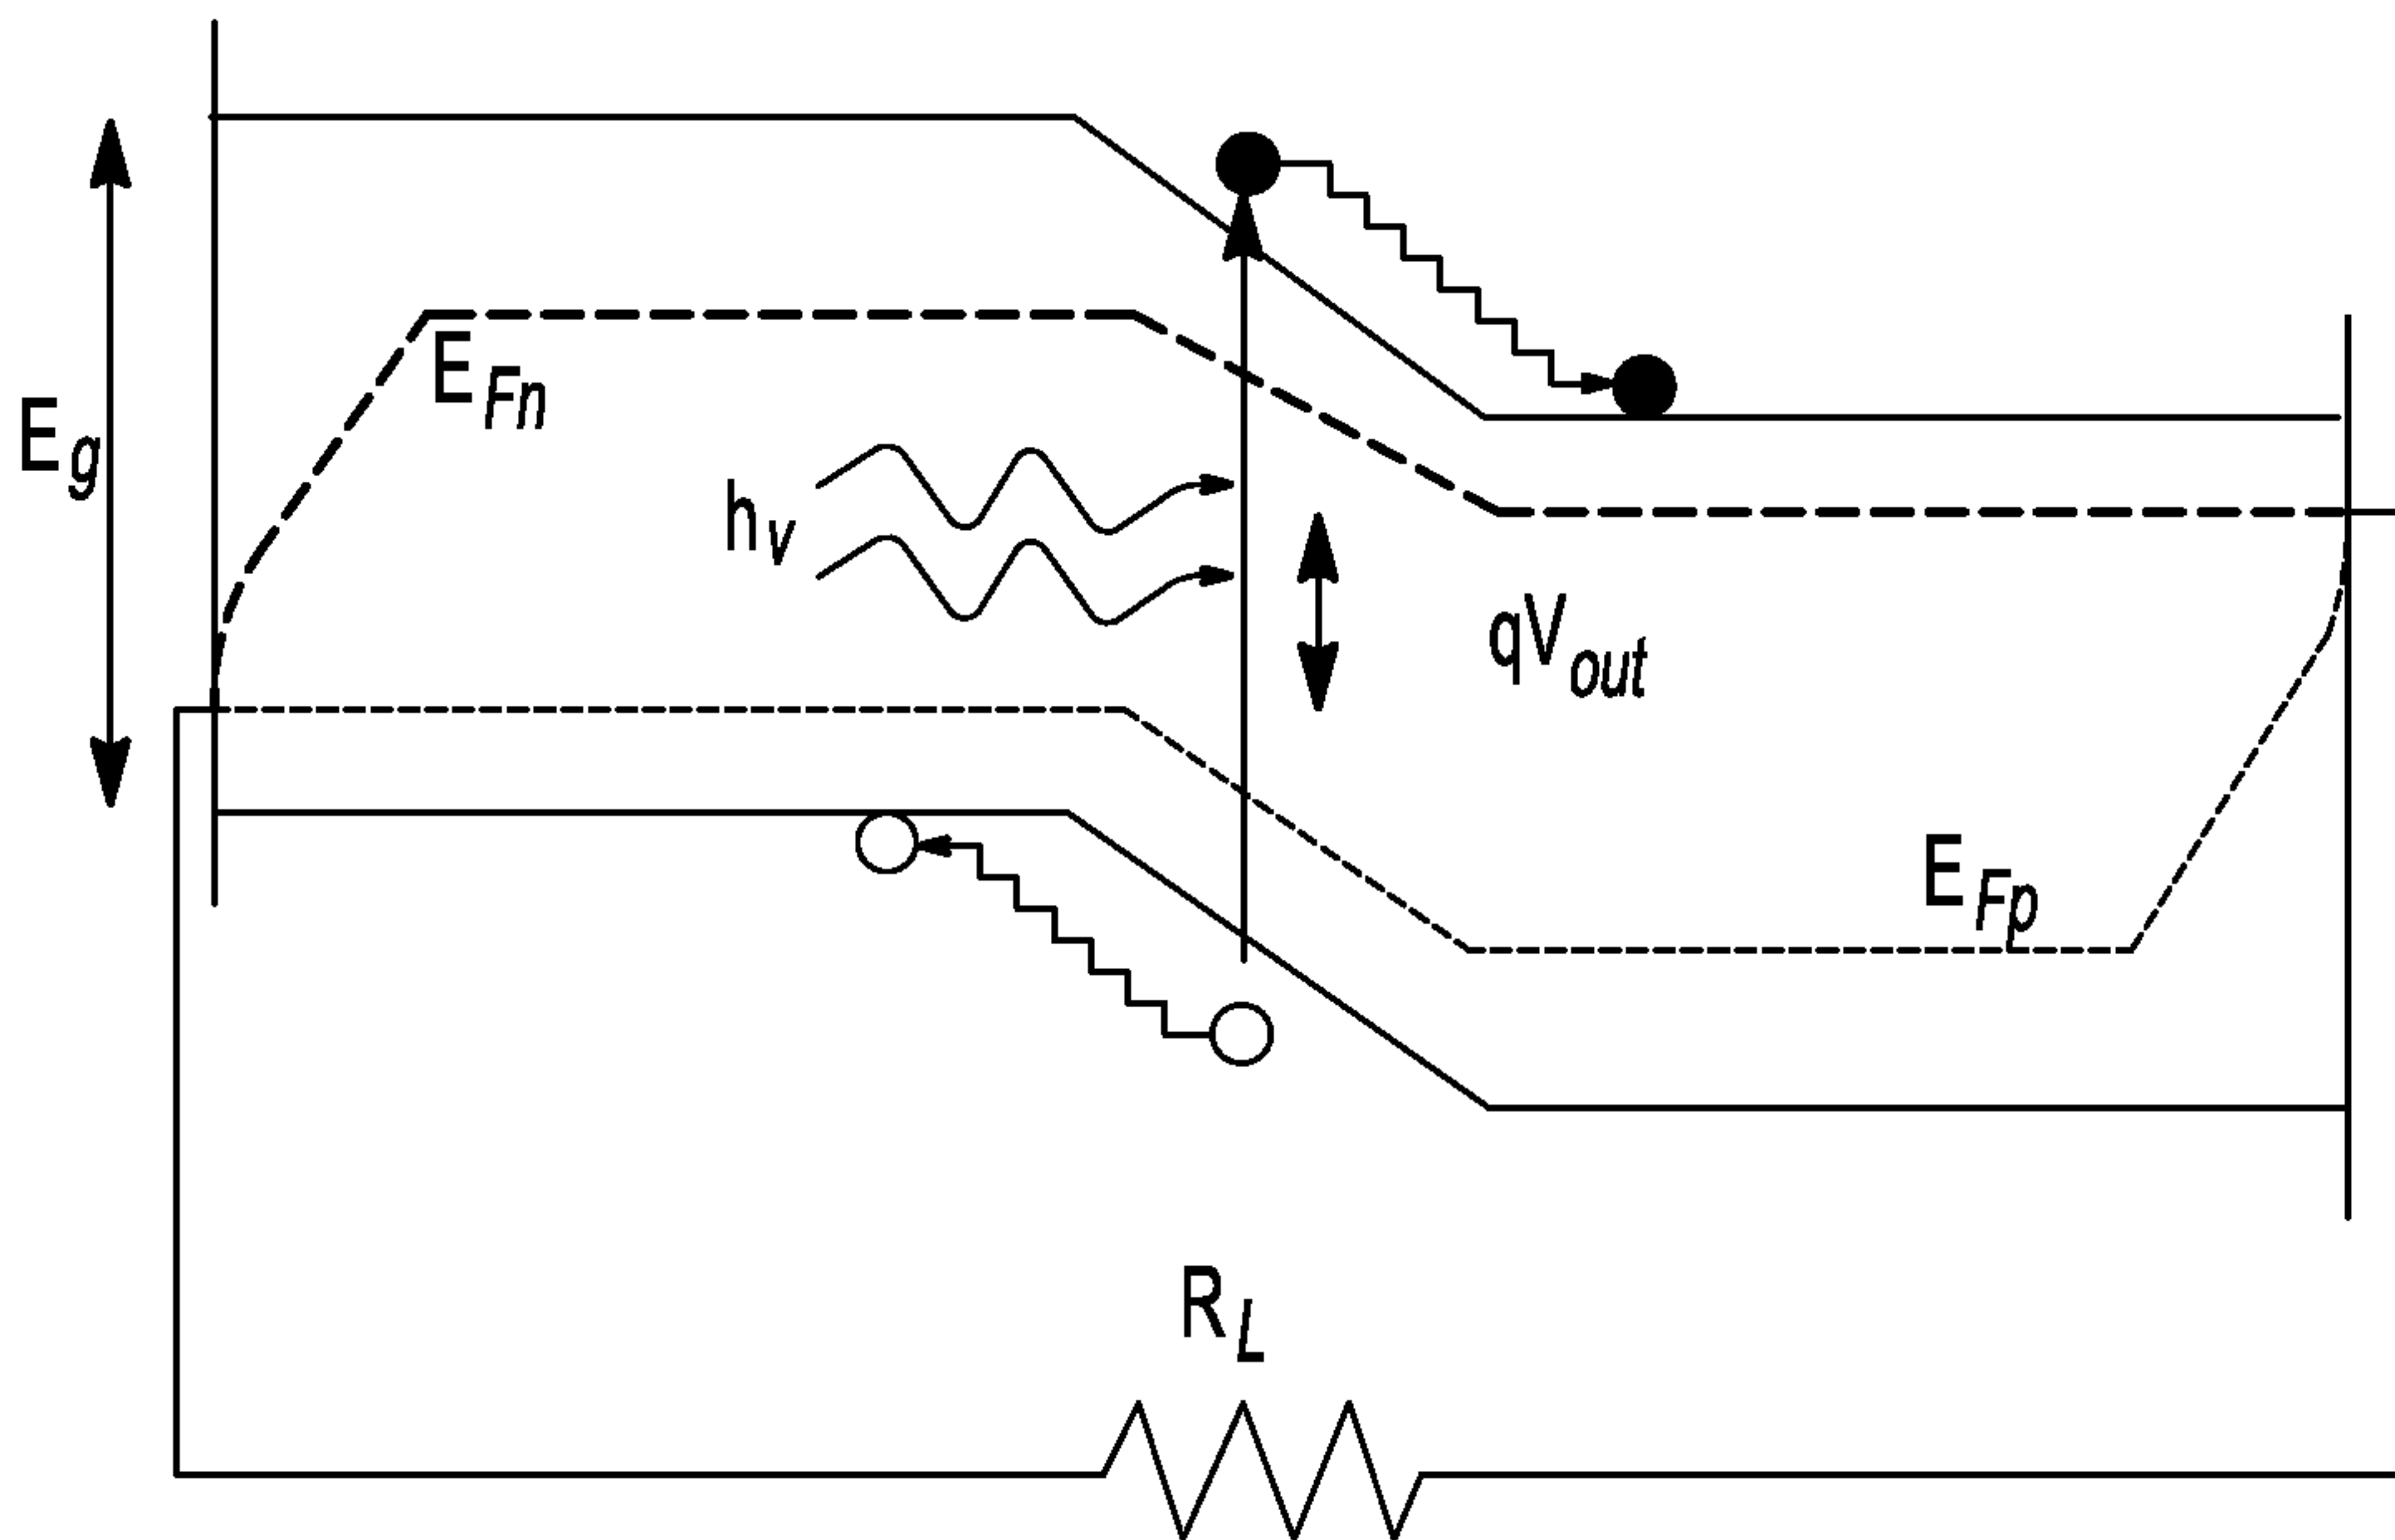 E_g
E_Fn
h_v
qV_out
E_Fp
R_L